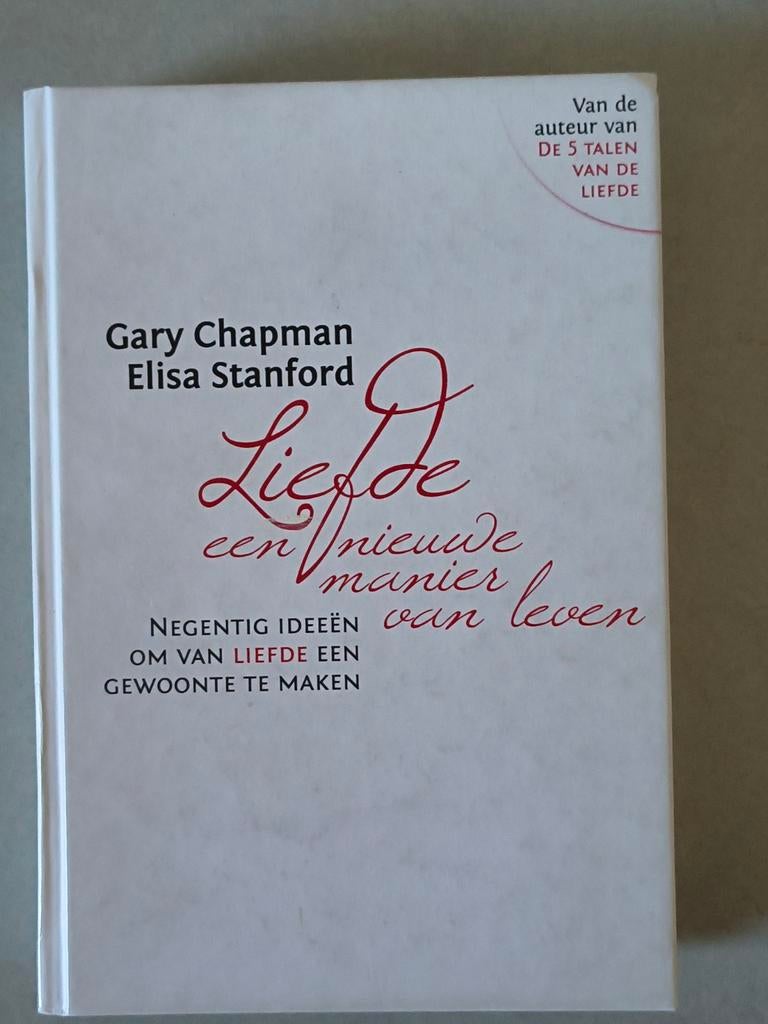 Van de
auteur van
De 5 talen
van de
liefde
Gary Chapman
Elisa Stanford
Liefde
een nieuwe
manier
van leven
Negentig ideeën
om van liefde een
gewoonte te maken